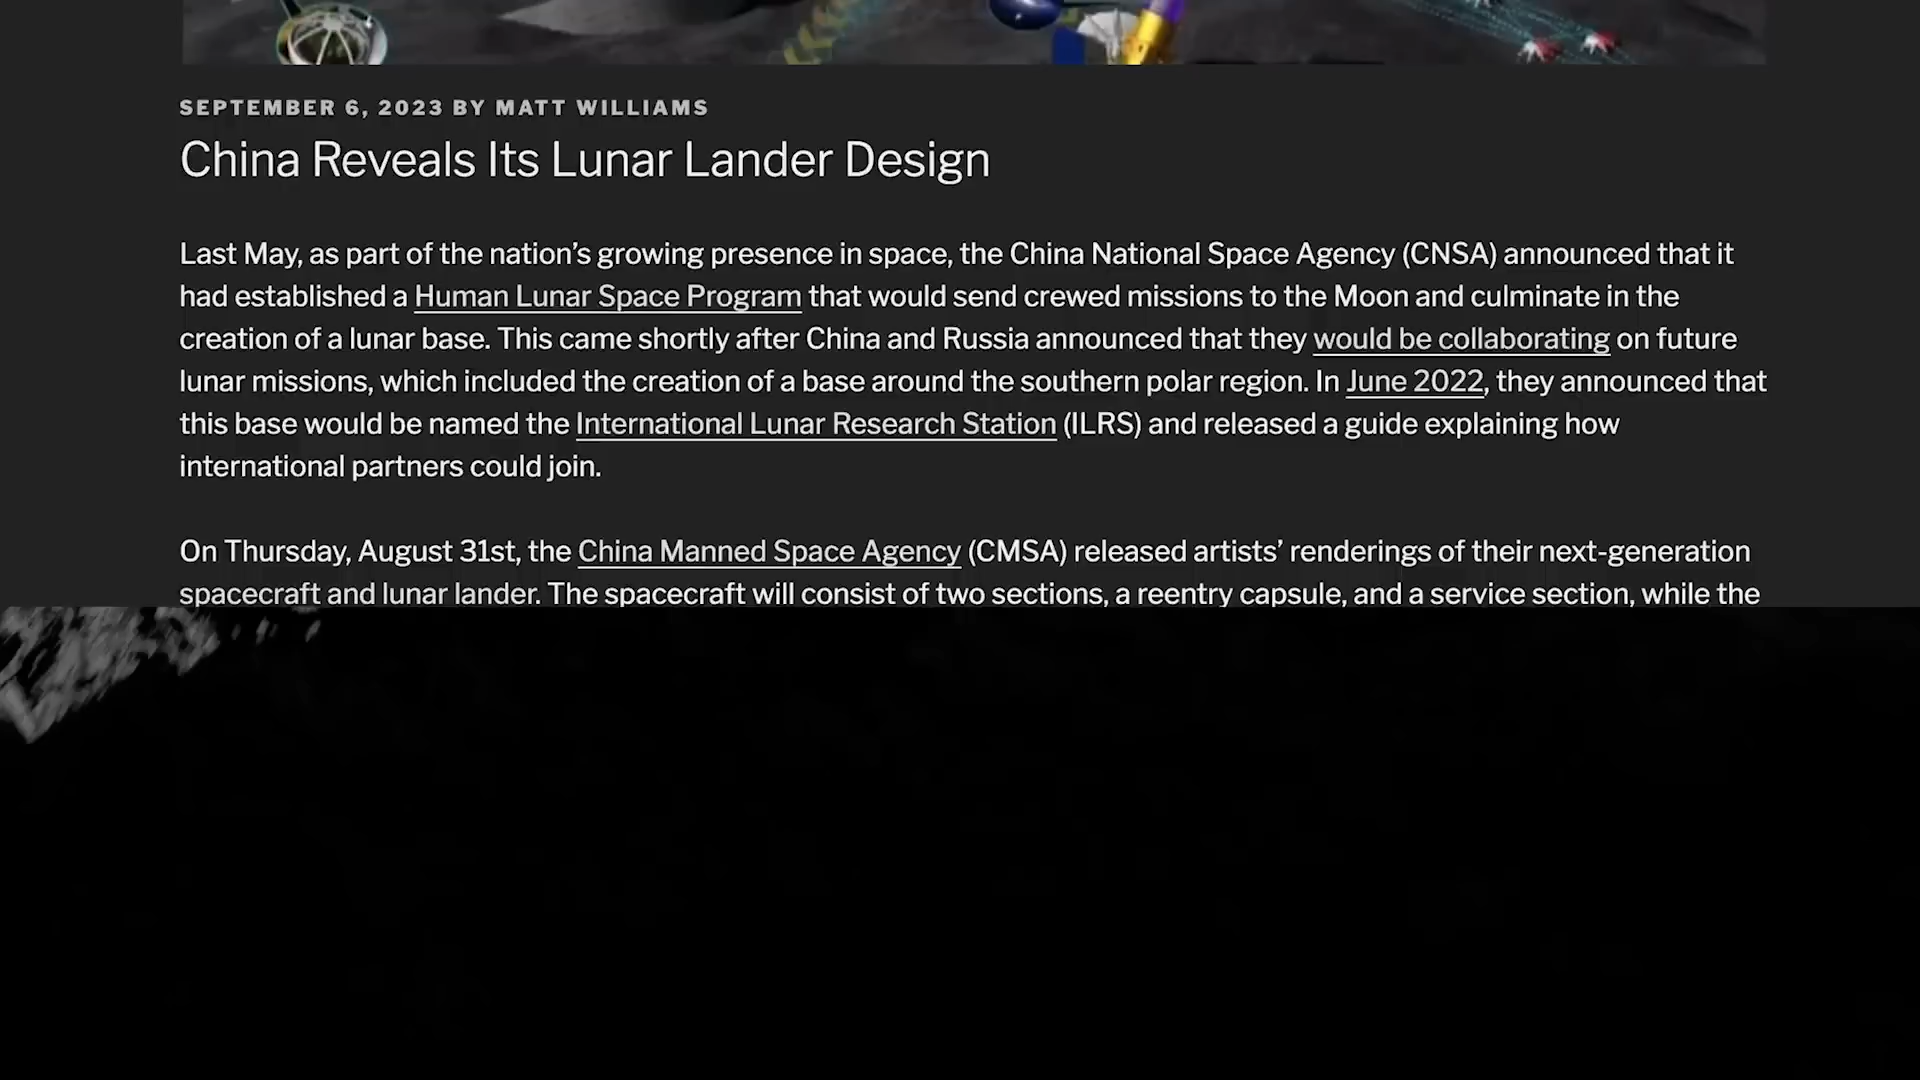 SEPTEMBER 6, 2023 BY MATT WILLIAMS
China Reveals Its Lunar Lander Design
Last May, as part of the nation’s growing presence in space, the China National Space Agency (CNSA) announced that it
had established a Human Lunar Space Program that would send crewed missions to the Moon and culminate in the
creation of a lunar base. This came shortly after China and Russia announced that they would be collaborating on future
lunar missions, which included the creation of a base around the southern polar region. In June 2022, they announced that
this base would be named the International Lunar Research Station (ILRS) and released a guide explaining how
international partners could join.
On Thursday, August 31st, the China Manned Space Agency (CMSA) released artists’ renderings of their next-generation
spacecraft and lunar lander. The spacecraft will consist of two sections, a reentry capsule, and a service section, while the